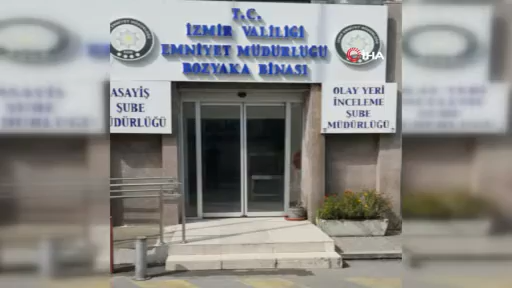 T.C.
İZMİR VALİLİĞİ
EMNİYET MÜDÜRLÜĞÜ
BOZYAKA BİNASI
ASAYİŞ
ŞUBE
MÜDÜRLÜĞÜ
OLAY YERİ
İNCELEME
ŞUBE
MÜDÜRLÜĞÜ
İHA